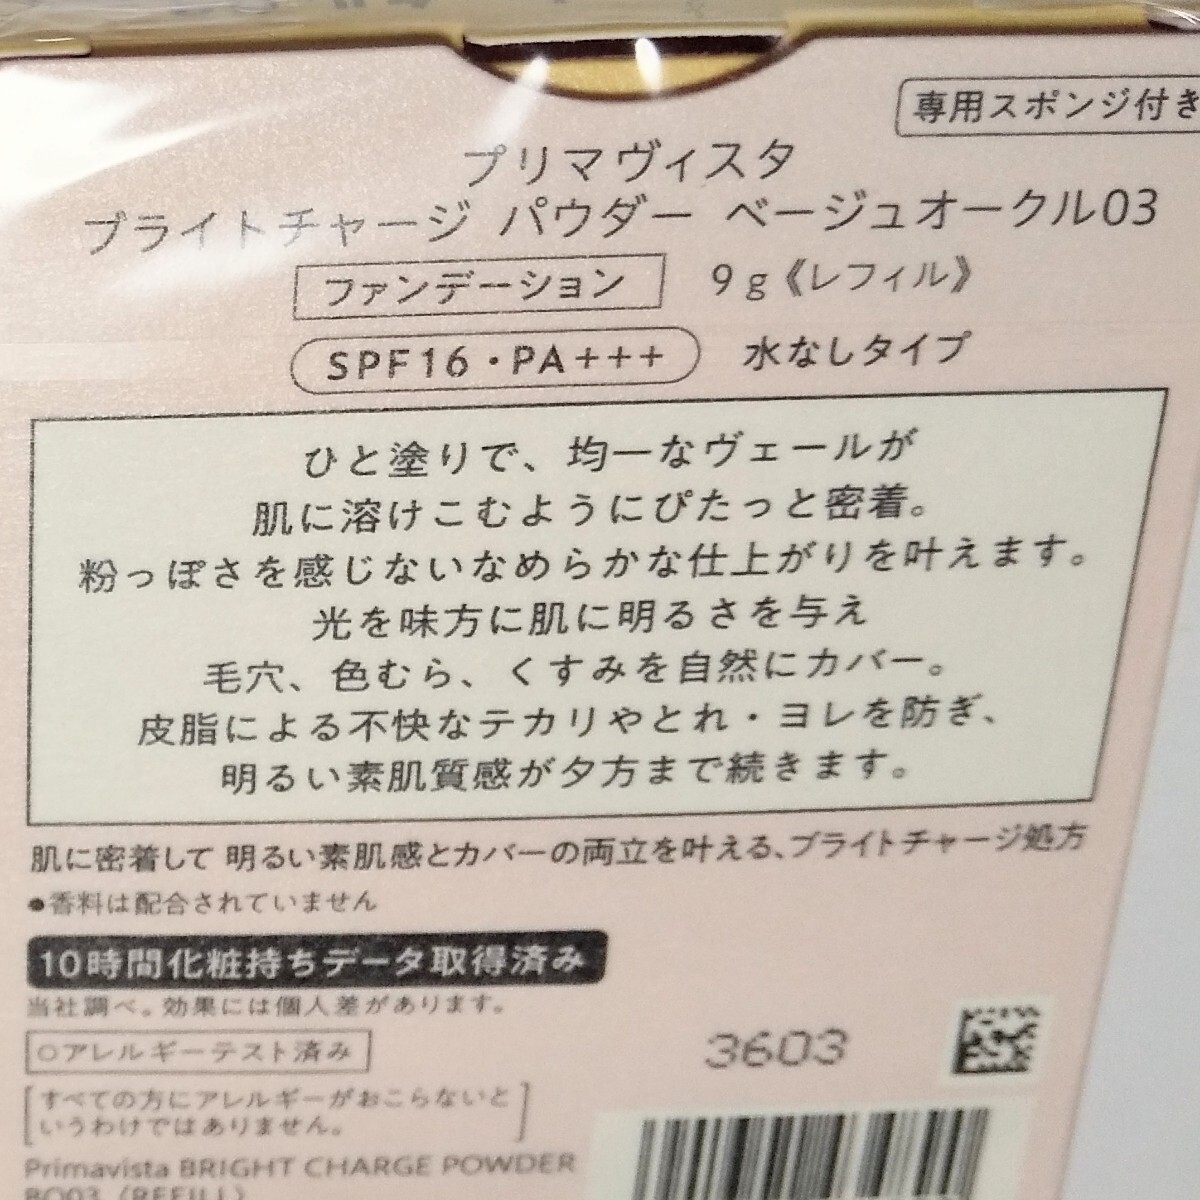 専用スポンジ付き
プリマヴィスタ
ブライトチャージ パウダー ベージュオークル03
ファンデーション 9g《レフィル》
SPF16・PA+++ 水なしタイプ
ひと塗りで、均一なヴェールが
肌に溶けこむようにぴたっと密着。
粉っぽさを感じないなめらかな仕上がりを叶えます。
光を味方に肌に明るさを与え
毛穴、色むら、くすみを自然にカバー。
皮脂による不快なテカリやとれ・ヨレを防ぎ、
明るい素肌質感が夕方まで続きます。
肌に密着して 明るい素肌感とカバーの両立を叶える、ブライトチャージ処方
●香料は配合されていません
10時間化粧持ちデータ取得済み
当社調べ。効果には個人差があります。
○アレルギーテスト済み
3603
[すべての方にアレルギーがおこらないと
いうわけではありません。]
Primavista BRIGHT CHARGE POWDER
BO03 (REFILL)